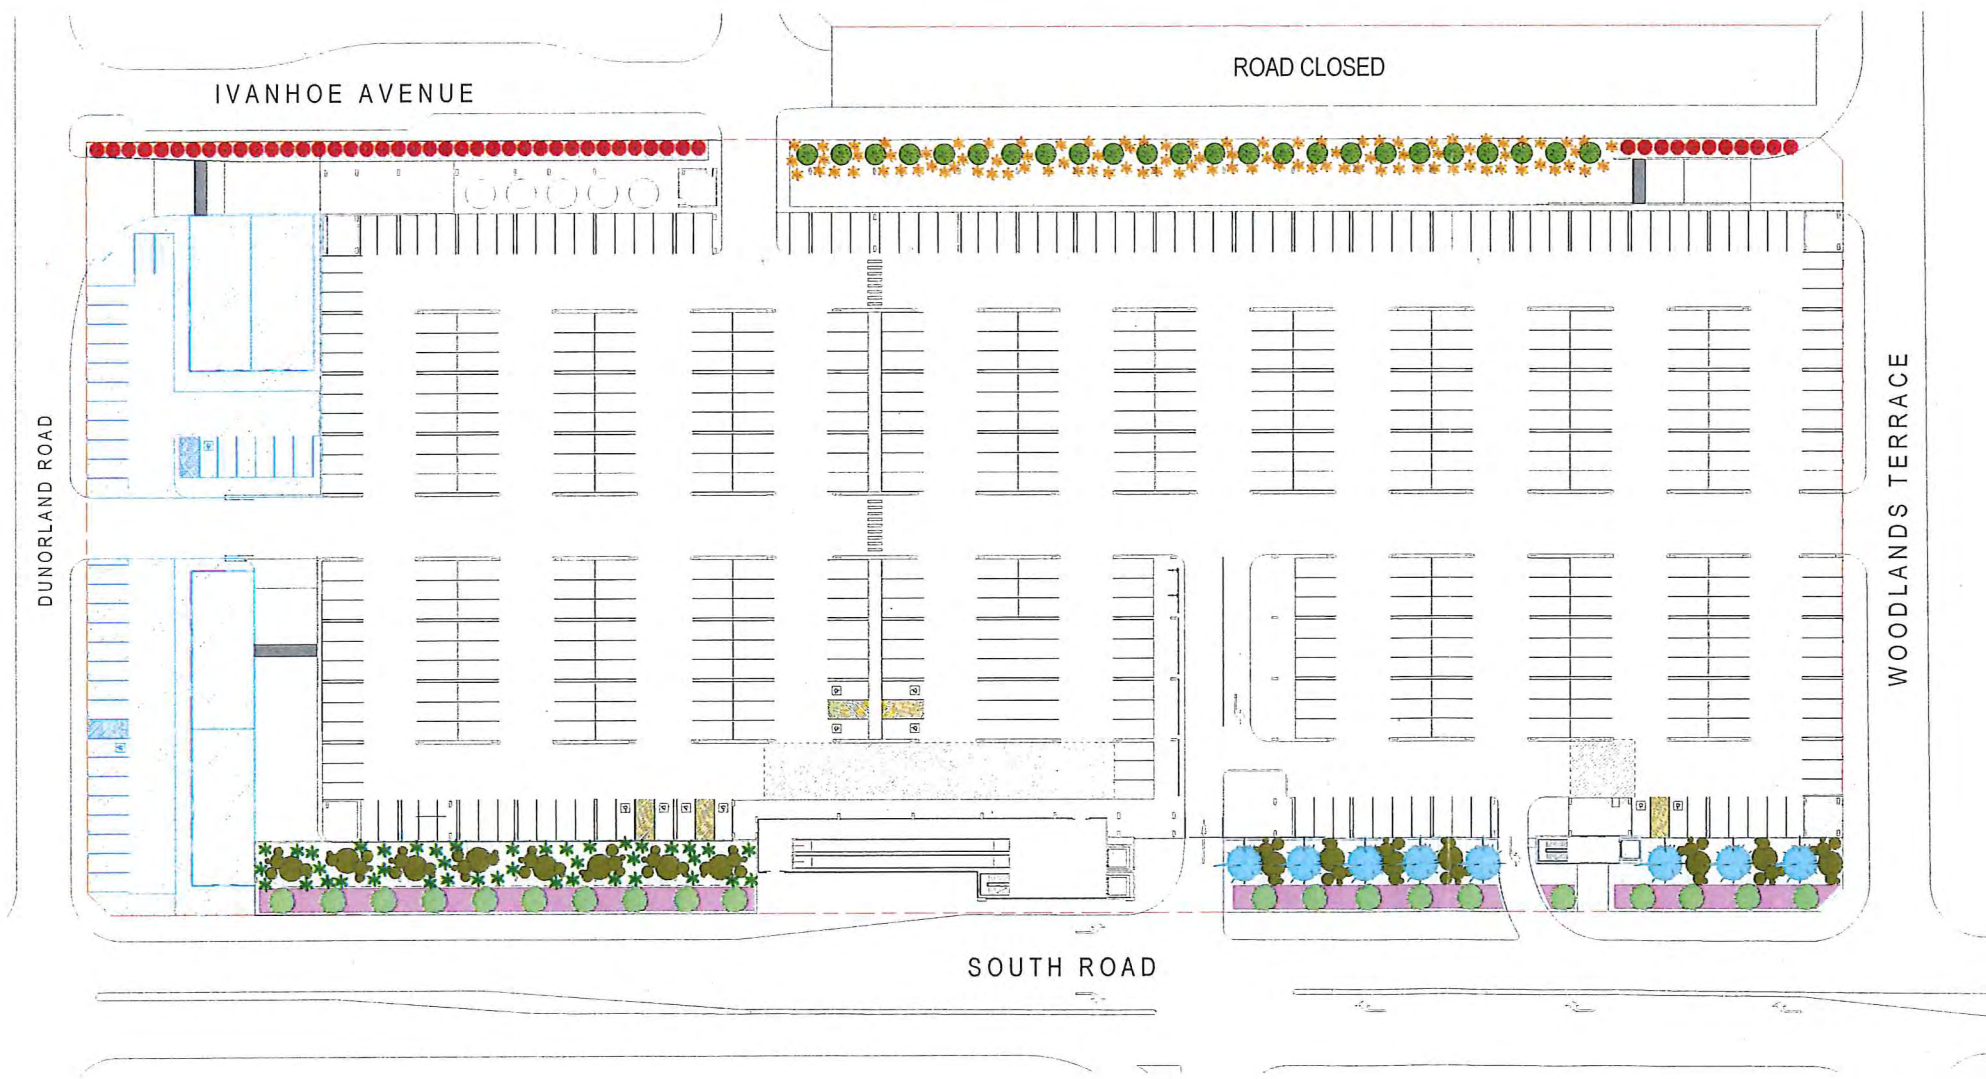 ROAD CLOSED
IVANHOE AVENUE
DUNORLAND ROAD
WOODLANDS TERRACE
SOUTH ROAD